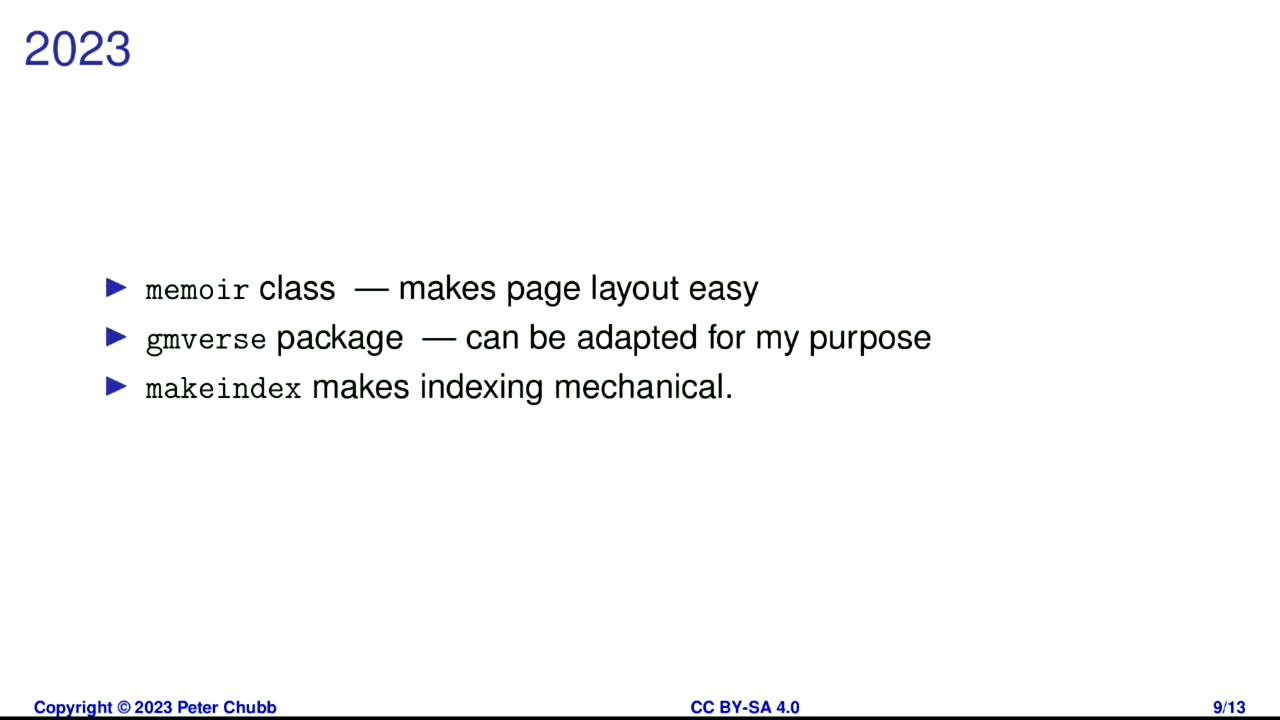 2023
▶ memoir class — makes page layout easy
▶ gmverse package — can be adapted for my purpose
▶ makeindex makes indexing mechanical.
Copyright © 2023 Peter Chubb CC BY-SA 4.0 9/13